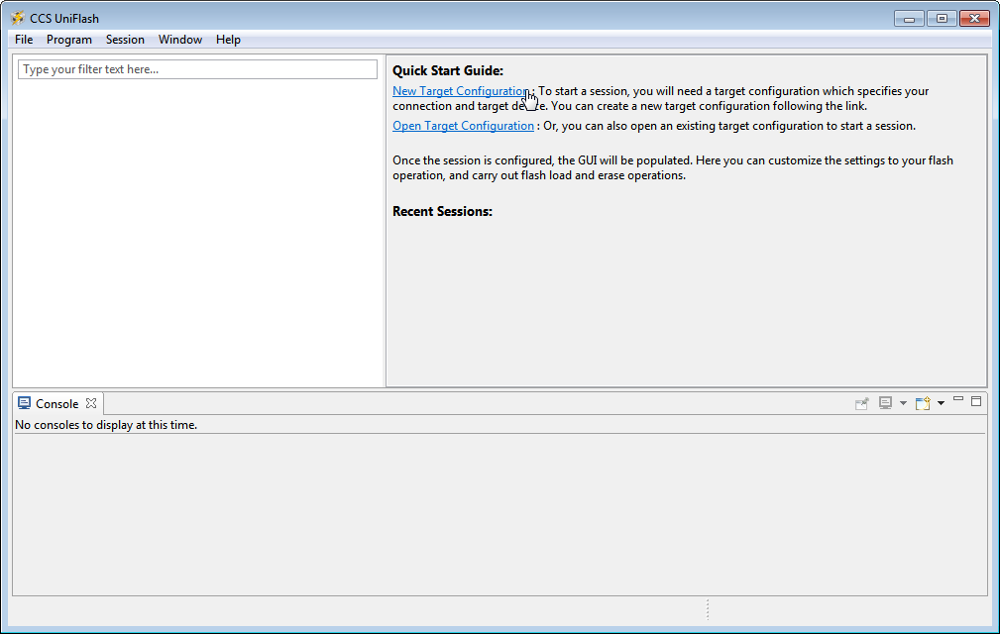 CCS UniFlash
File Program Session Window Help
Type your filter text here...
Quick Start Guide:
New Target Configuration : To start a session, you will need a target configuration which specifies your
connection and target . You can create a new target configuration following the link.
Open Target Configuration : Or, you can also open an existing target configuration to start a session.
Once the session is configured, the GUI will be populated. Here you can customize the settings to your flash
operation, and carry out flash load and erase operations.
Recent Sessions:
Console
No consoles to display at this time.